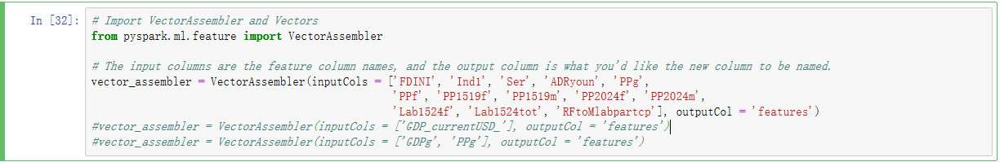 In [32]: # Import VectorAssembler and Vectors
from pyspark.ml.feature import VectorAssembler
# The input columns are the feature column names, and the output column is what you'd like the new column to be named.
vector_assembler = VectorAssembler(inputCols = ['FDINI', 'Ind1', 'Ser', 'ADRyoun', 'PPg',
'PPf', 'PP1519f', 'PP1519m', 'PP2024f', 'PP2024m',
'Lab1524f', 'Lab1524tot', 'RFtoMlabpartcp'], outputCol = 'features')
#vector_assembler = VectorAssembler(inputCols = ['GDP_currentUSD_'], outputCol = 'features')
#vector_assembler = VectorAssembler(inputCols = ['GDPg', 'PPg'], outputCol = 'features')